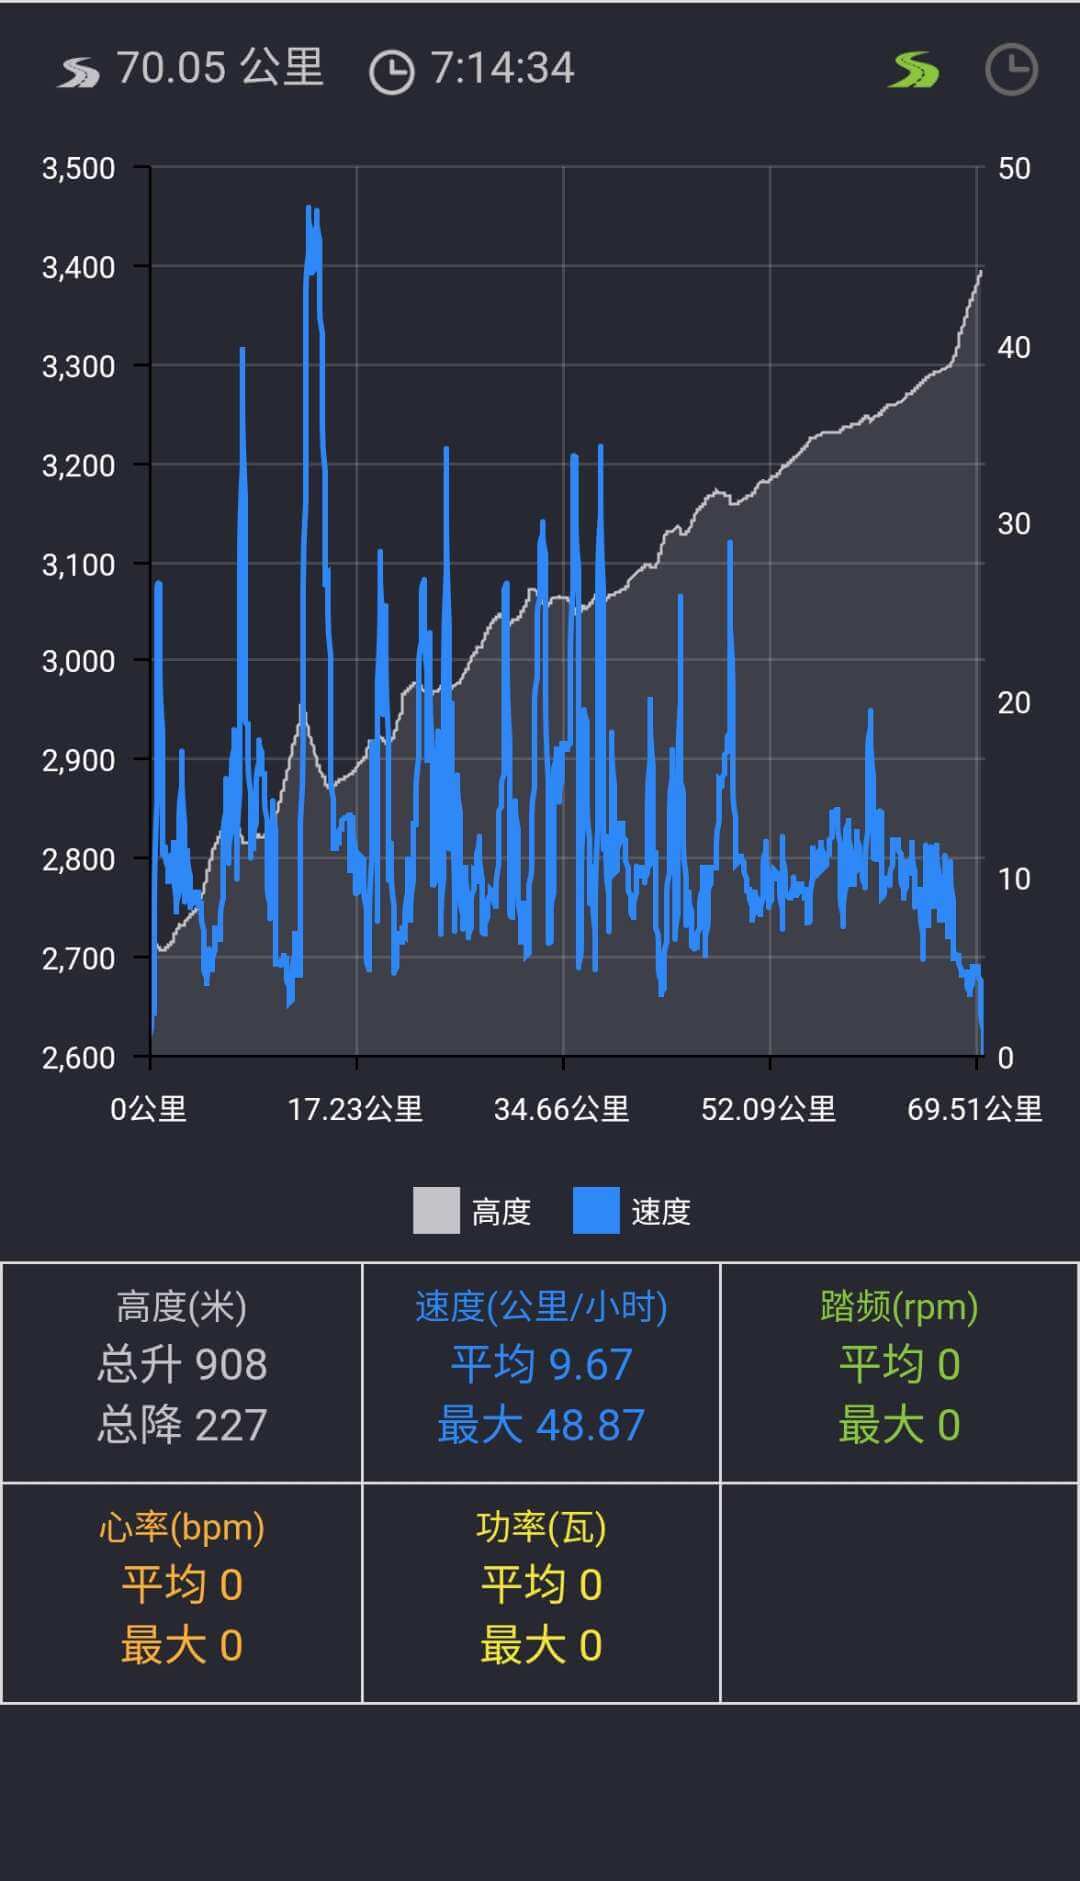 70.05 公里 7:14:34
3,500 50
3,400
3,300 40
3,200
3,100 30
3,000
2,900 20
2,800 10
2,700
2,600 0
0公里 17.23公里 34.66公里 52.09公里 69.51公里
高度 速度
高度(米) 速度(公里/小时) 踏频(rpm)
总升 908 平均 9.67 平均 0
总降 227 最大 48.87 最大 0
心率(bpm) 功率(瓦)
平均 0 平均 0
最大 0 最大 0